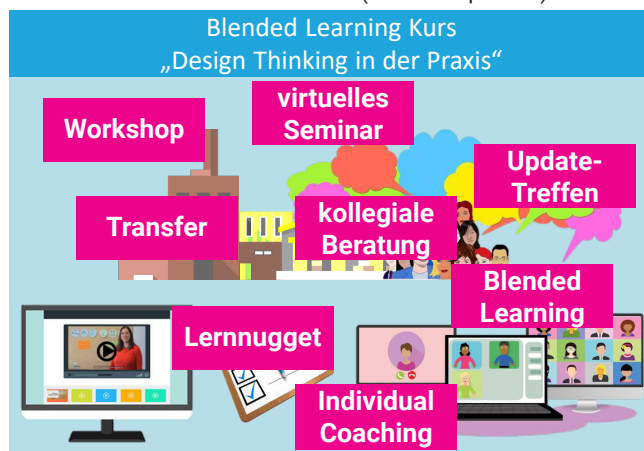 Blended Learning Kurs
„Design Thinking in der Praxis“
virtuelles
Seminar
Workshop
Update-
Treffen
Transfer
kollegiale
Beratung
Blended
Learning
Lernnugget
Individual
Coaching